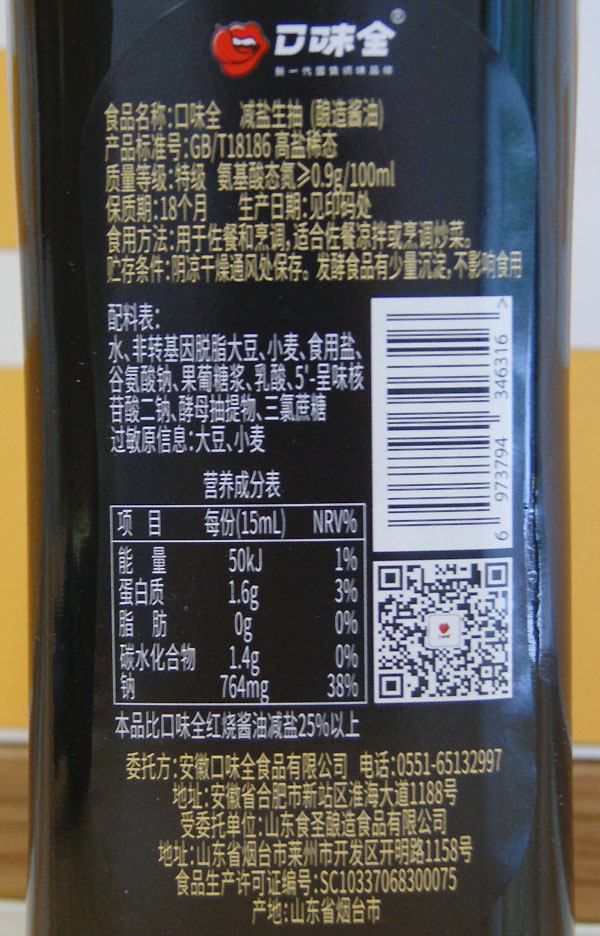 口味全®
新一代国货调味品牌
食品名称:口味全 减盐生抽 (酿造酱油)
产品标准号:GB/T18186 高盐稀态
质量等级:特级 氨基酸态氮≥0.9g/100ml
保质期:18个月 生产日期:见印码处
食用方法:用于佐餐和烹调,适合佐餐凉拌或烹调炒菜。
贮存条件:阴凉干燥通风处保存。发酵食品有少量沉淀,不影响食用
配料表:
水、非转基因脱脂大豆、小麦、食用盐、
谷氨酸钠、果葡糖浆、乳酸、5'-呈味核
苷酸二钠、酵母抽提物、三氯蔗糖
过敏原信息:大豆、小麦
营养成分表
项 目 每份(15mL) NRV%
能 量 50kJ 1%
蛋白质 1.6g 3%
脂 肪 0g 0%
碳水化合物 1.4g 0%
钠 764mg 38%
6 973794 346316 >
本品比口味全红烧酱油减盐25%以上
委托方:安徽口味全食品有限公司 电话:0551-65132997
地址:安徽省合肥市新站区淮海大道1188号
受委托单位:山东食圣酿造食品有限公司
地址:山东省烟台市莱州市开发区开明路1158号
食品生产许可证编号:SC10337068300075
产地:山东省烟台市